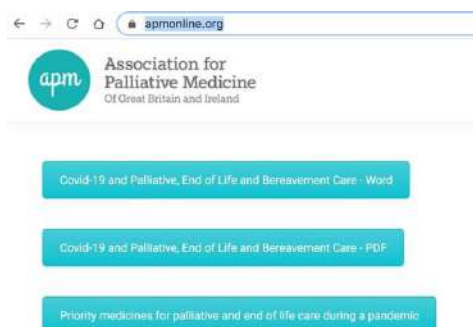 apmonline.org
apm
Association for
Palliative Medicine
Of Great Britain and Ireland
Covid-19 and Palliative, End of Life and Bereavement Care - Word
Covid-19 and Palliative, End of Life and Bereavement Care - PDF
Priority medicines for palliative and end of life care during a pandemic